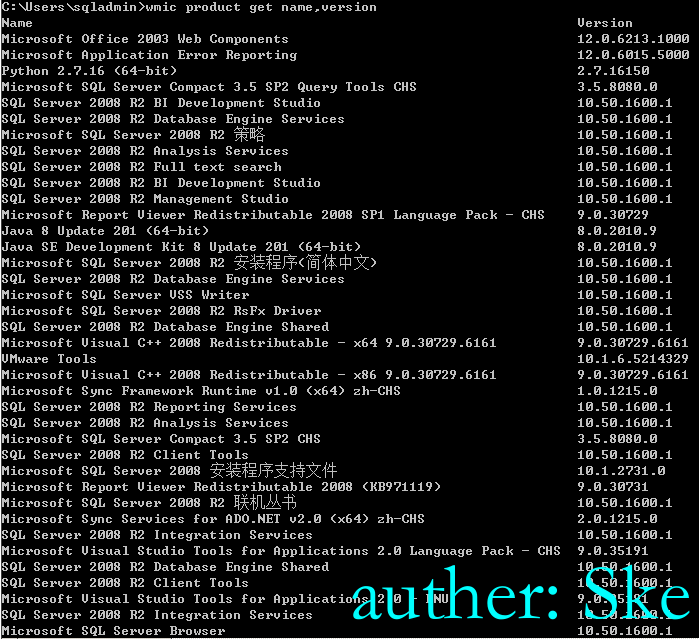 C:\Users\sqladmin>wmic product get name,version
Name Version
Microsoft Office 2003 Web Components 12.0.6213.1000
Microsoft Application Error Reporting 12.0.6015.5000
Python 2.7.16 (64-bit) 2.7.16150
Microsoft SQL Server Compact 3.5 SP2 Query Tools CHS 3.5.8080.0
SQL Server 2008 R2 BI Development Studio 10.50.1600.1
SQL Server 2008 R2 Database Engine Services 10.50.1600.1
Microsoft SQL Server 2008 R2 策略 10.50.1600.1
SQL Server 2008 R2 Analysis Services 10.50.1600.1
SQL Server 2008 R2 Full text search 10.50.1600.1
SQL Server 2008 R2 BI Development Studio 10.50.1600.1
SQL Server 2008 R2 Management Studio 10.50.1600.1
Microsoft Report Viewer Redistributable 2008 SP1 Language Pack - CHS 9.0.30729
Java 8 Update 201 (64-bit) 8.0.2010.9
Java SE Development Kit 8 Update 201 (64-bit) 8.0.2010.9
Microsoft SQL Server 2008 R2 安装程序(简体中文) 10.50.1600.1
SQL Server 2008 R2 Database Engine Services 10.50.1600.1
Microsoft SQL Server VSS Writer 10.50.1600.1
Microsoft SQL Server 2008 R2 RsFx Driver 10.50.1600.1
SQL Server 2008 R2 Database Engine Shared 10.50.1600.1
Microsoft Visual C++ 2008 Redistributable - x64 9.0.30729.6161 9.0.30729.6161
VMware Tools 10.1.6.5214329
Microsoft Visual C++ 2008 Redistributable - x86 9.0.30729.6161 9.0.30729.6161
Microsoft Sync Framework Runtime v1.0 (x64) zh-CHS 1.0.1215.0
SQL Server 2008 R2 Reporting Services 10.50.1600.1
SQL Server 2008 R2 Analysis Services 10.50.1600.1
Microsoft SQL Server Compact 3.5 SP2 CHS 3.5.8080.0
SQL Server 2008 R2 Client Tools 10.50.1600.1
Microsoft SQL Server 2008 安装程序支持文件 10.1.2731.0
Microsoft Report Viewer Redistributable 2008 (KB971119) 9.0.30731
Microsoft SQL Server 2008 R2 联机丛书 10.50.1600.1
Microsoft Sync Services for ADO.NET v2.0 (x64) zh-CHS 2.0.1215.0
SQL Server 2008 R2 Integration Services 10.50.1600.1
Microsoft Visual Studio Tools for Applications 2.0 Language Pack - CHS 9.0.35191
SQL Server 2008 R2 Database Engine Shared 10.50.1600.1
SQL Server 2008 R2 Client Tools 10.50.1600.1
Microsoft Visual Studio Tools for Applications
SQL Server 2008 R2 Integration Services 10.50.1600.1
Microsoft SQL Server Browser 10.50.1600.1
auther: Ske